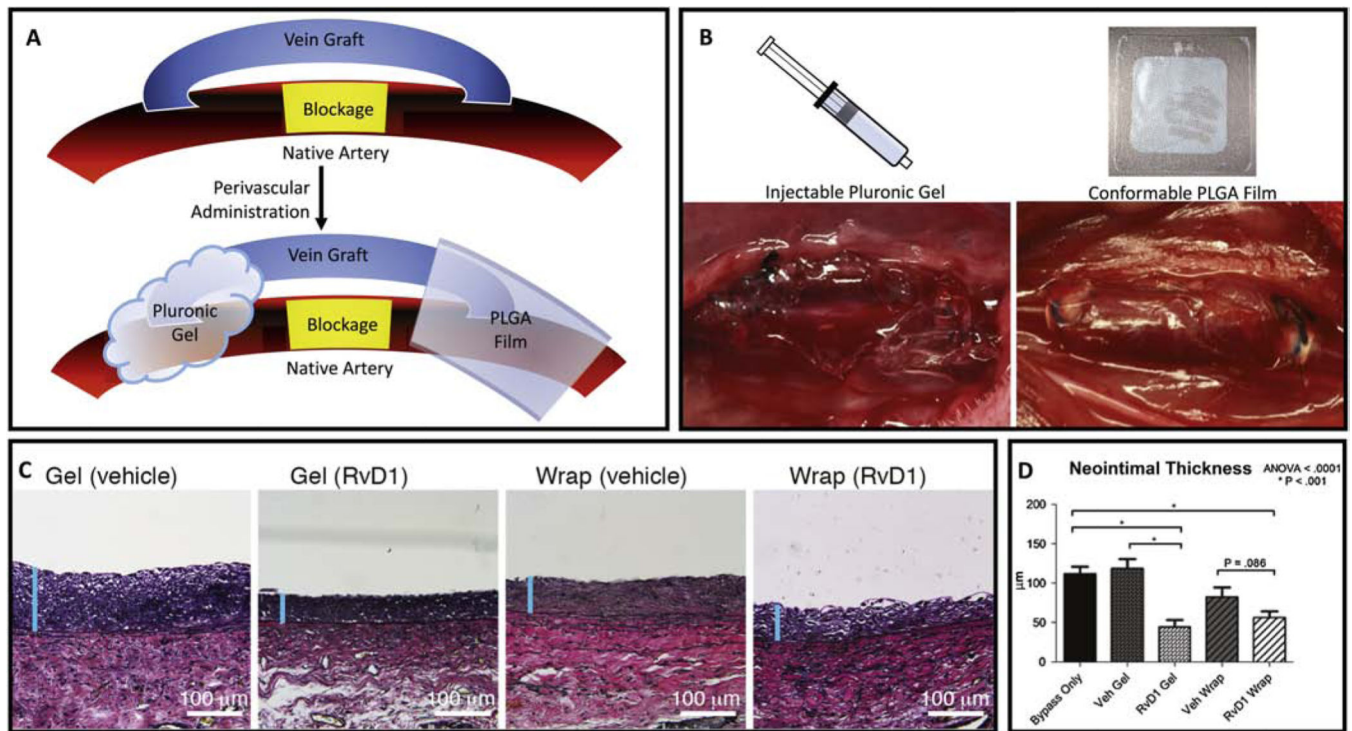 A
Vein Graft
Blockage
Native Artery
Perivascular
Administration
Vein Graft
Pluronic
Gel
Blockage
PLGA
Film
Native Artery
B
Injectable Pluronic Gel
Conformable PLGA Film
C
Gel (vehicle)
Gel (RvD1)
Wrap (vehicle)
Wrap (RvD1)
100 µm
100 µm
100 µm
100 µm
D
Neointimal Thickness
ANOVA < .0001
* P < .001
200
150
100
50
0
µm
*
*
*
P = .086
Bypass Only
Veh Gel
RvD1 Gel
Veh Wrap
RvD1 Wrap